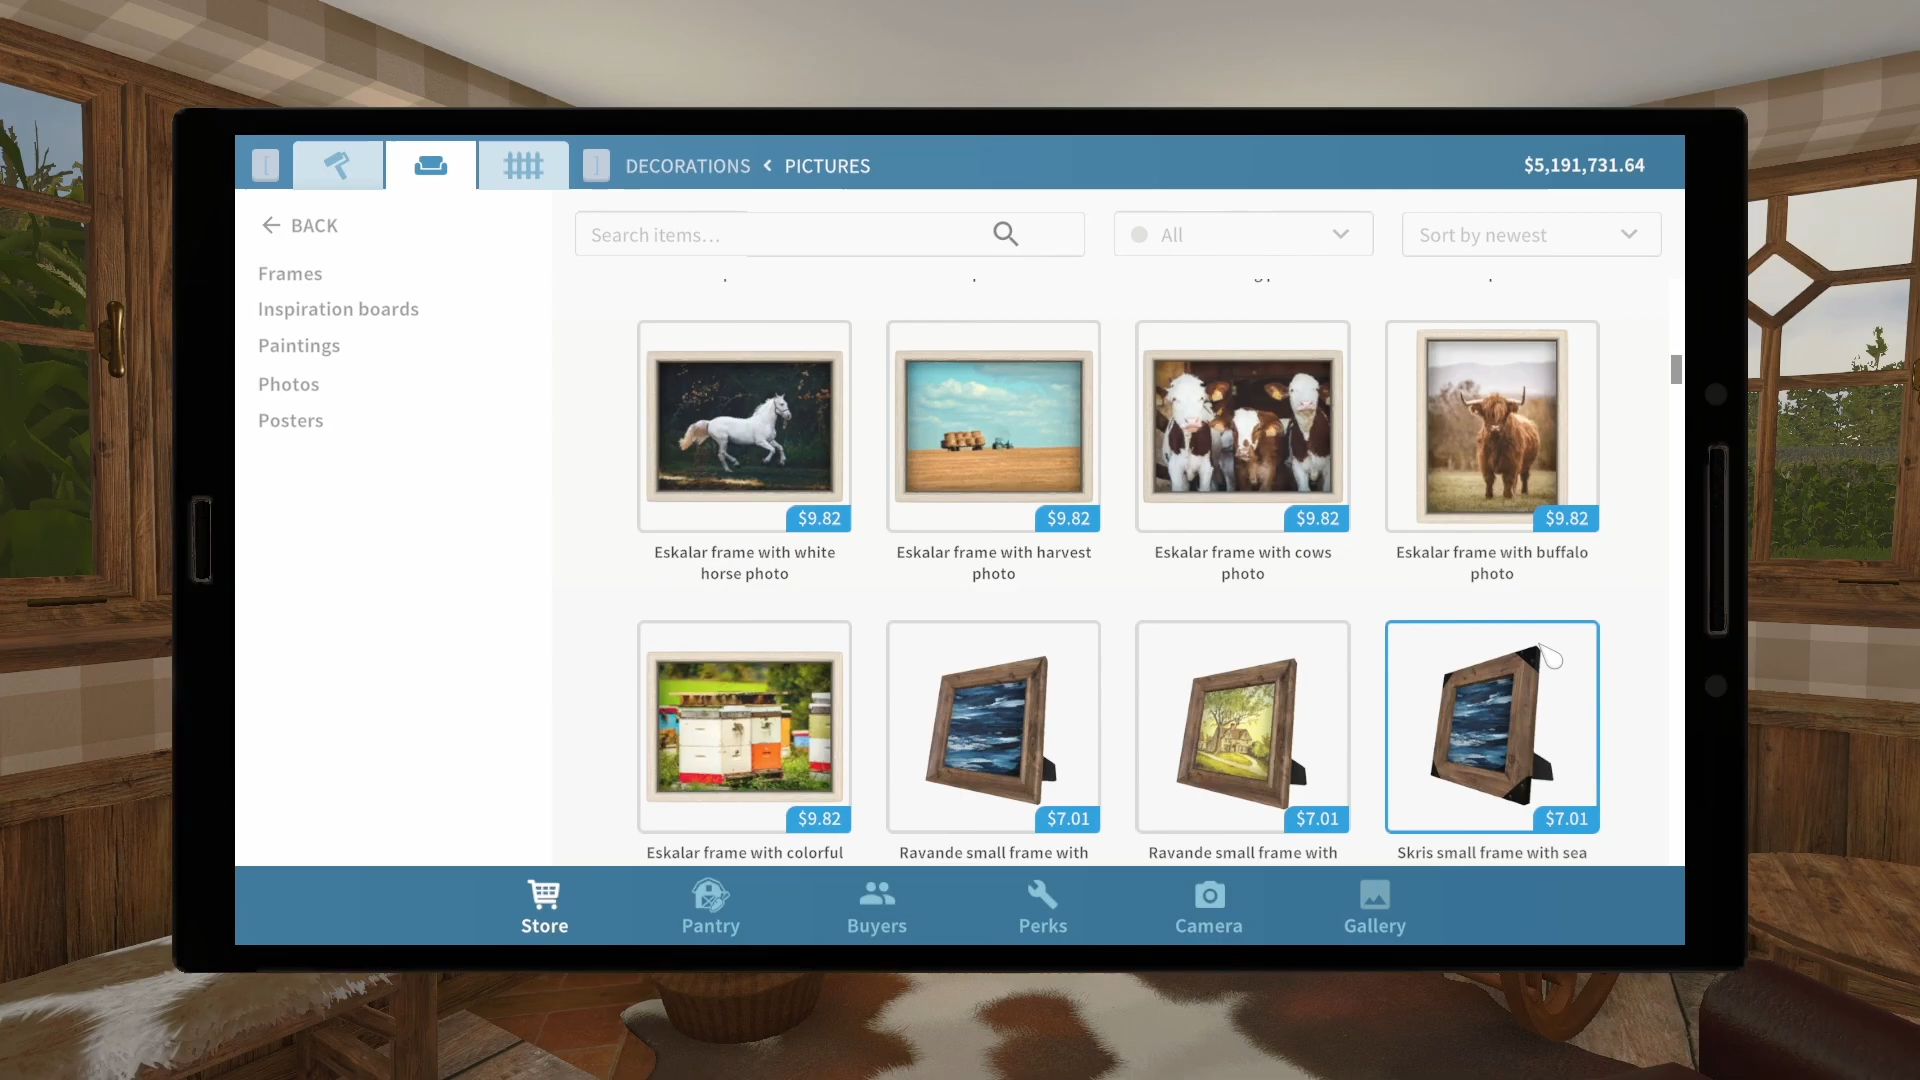 [
]
DECORATIONS < PICTURES
$5,191,731.64
BACK
Search items...
All
Sort by newest
Frames
Inspiration boards
Paintings
Photos
Posters
$9.82
$9.82
$9.82
$9.82
Eskalar frame with white
horse photo
Eskalar frame with harvest
photo
Eskalar frame with cows
photo
Eskalar frame with buffalo
photo
$9.82
$7.01
$7.01
$7.01
Eskalar frame with colorful
Ravande small frame with
Ravande small frame with
Skris small frame with sea
Store
Pantry
Buyers
Perks
Camera
Gallery